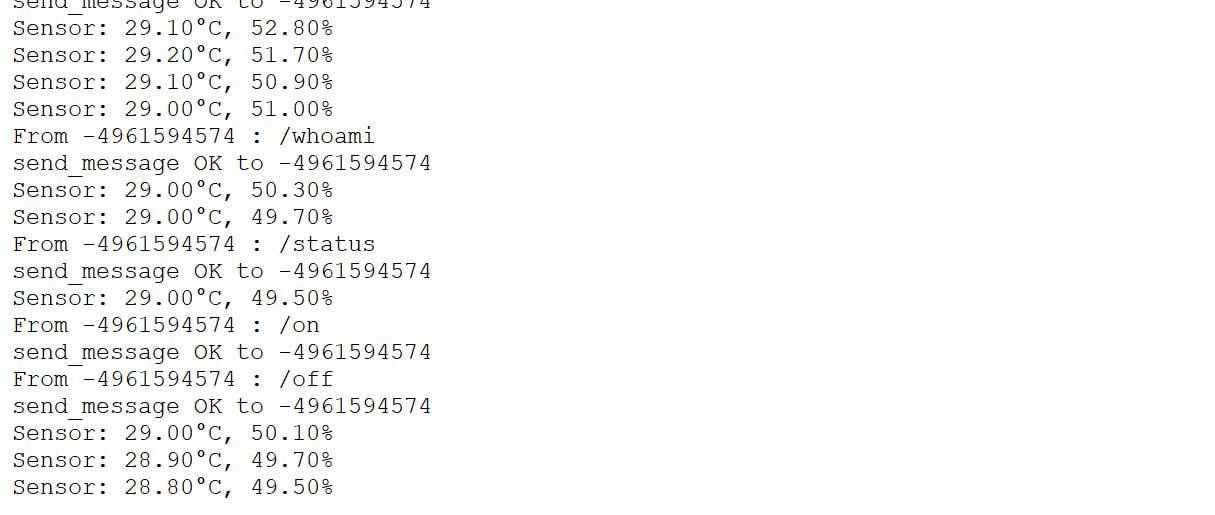 send_message OK to -4961594574
Sensor: 29.10°C, 52.80%
Sensor: 29.20°C, 51.70%
Sensor: 29.10°C, 50.90%
Sensor: 29.00°C, 51.00%
From -4961594574 : /whoami
send_message OK to -4961594574
Sensor: 29.00°C, 50.30%
Sensor: 29.00°C, 49.70%
From -4961594574 : /status
send_message OK to -4961594574
Sensor: 29.00°C, 49.50%
From -4961594574 : /on
send_message OK to -4961594574
From -4961594574 : /off
send_message OK to -4961594574
Sensor: 29.00°C, 50.10%
Sensor: 28.90°C, 49.70%
Sensor: 28.80°C, 49.50%